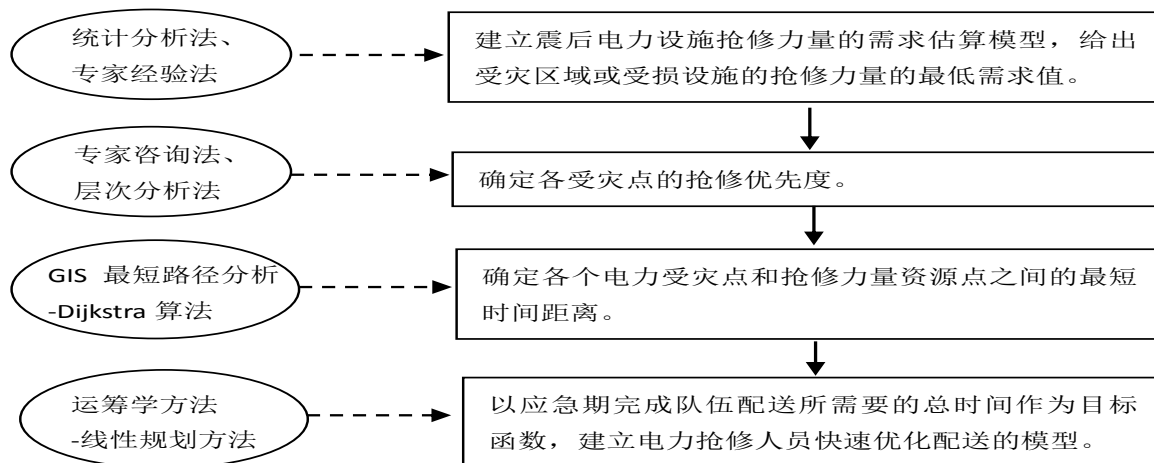 统计分析法、
专家经验法
建立震后电力设施抢修力量的需求估算模型，给出
受灾区域或受损设施的抢修力量的最低需求值。
专家咨询法、
层次分析法
确定各受灾点的抢修优先度。
GIS 最短路径分析
-Dijkstra 算法
确定各个电力受灾点和抢修力量资源点之间的最短
时间距离。
运筹学方法
-线性规划方法
以应急期完成队伍配送所需要的总时间作为目标
函数，建立电力抢修人员快速优化配送的模型。